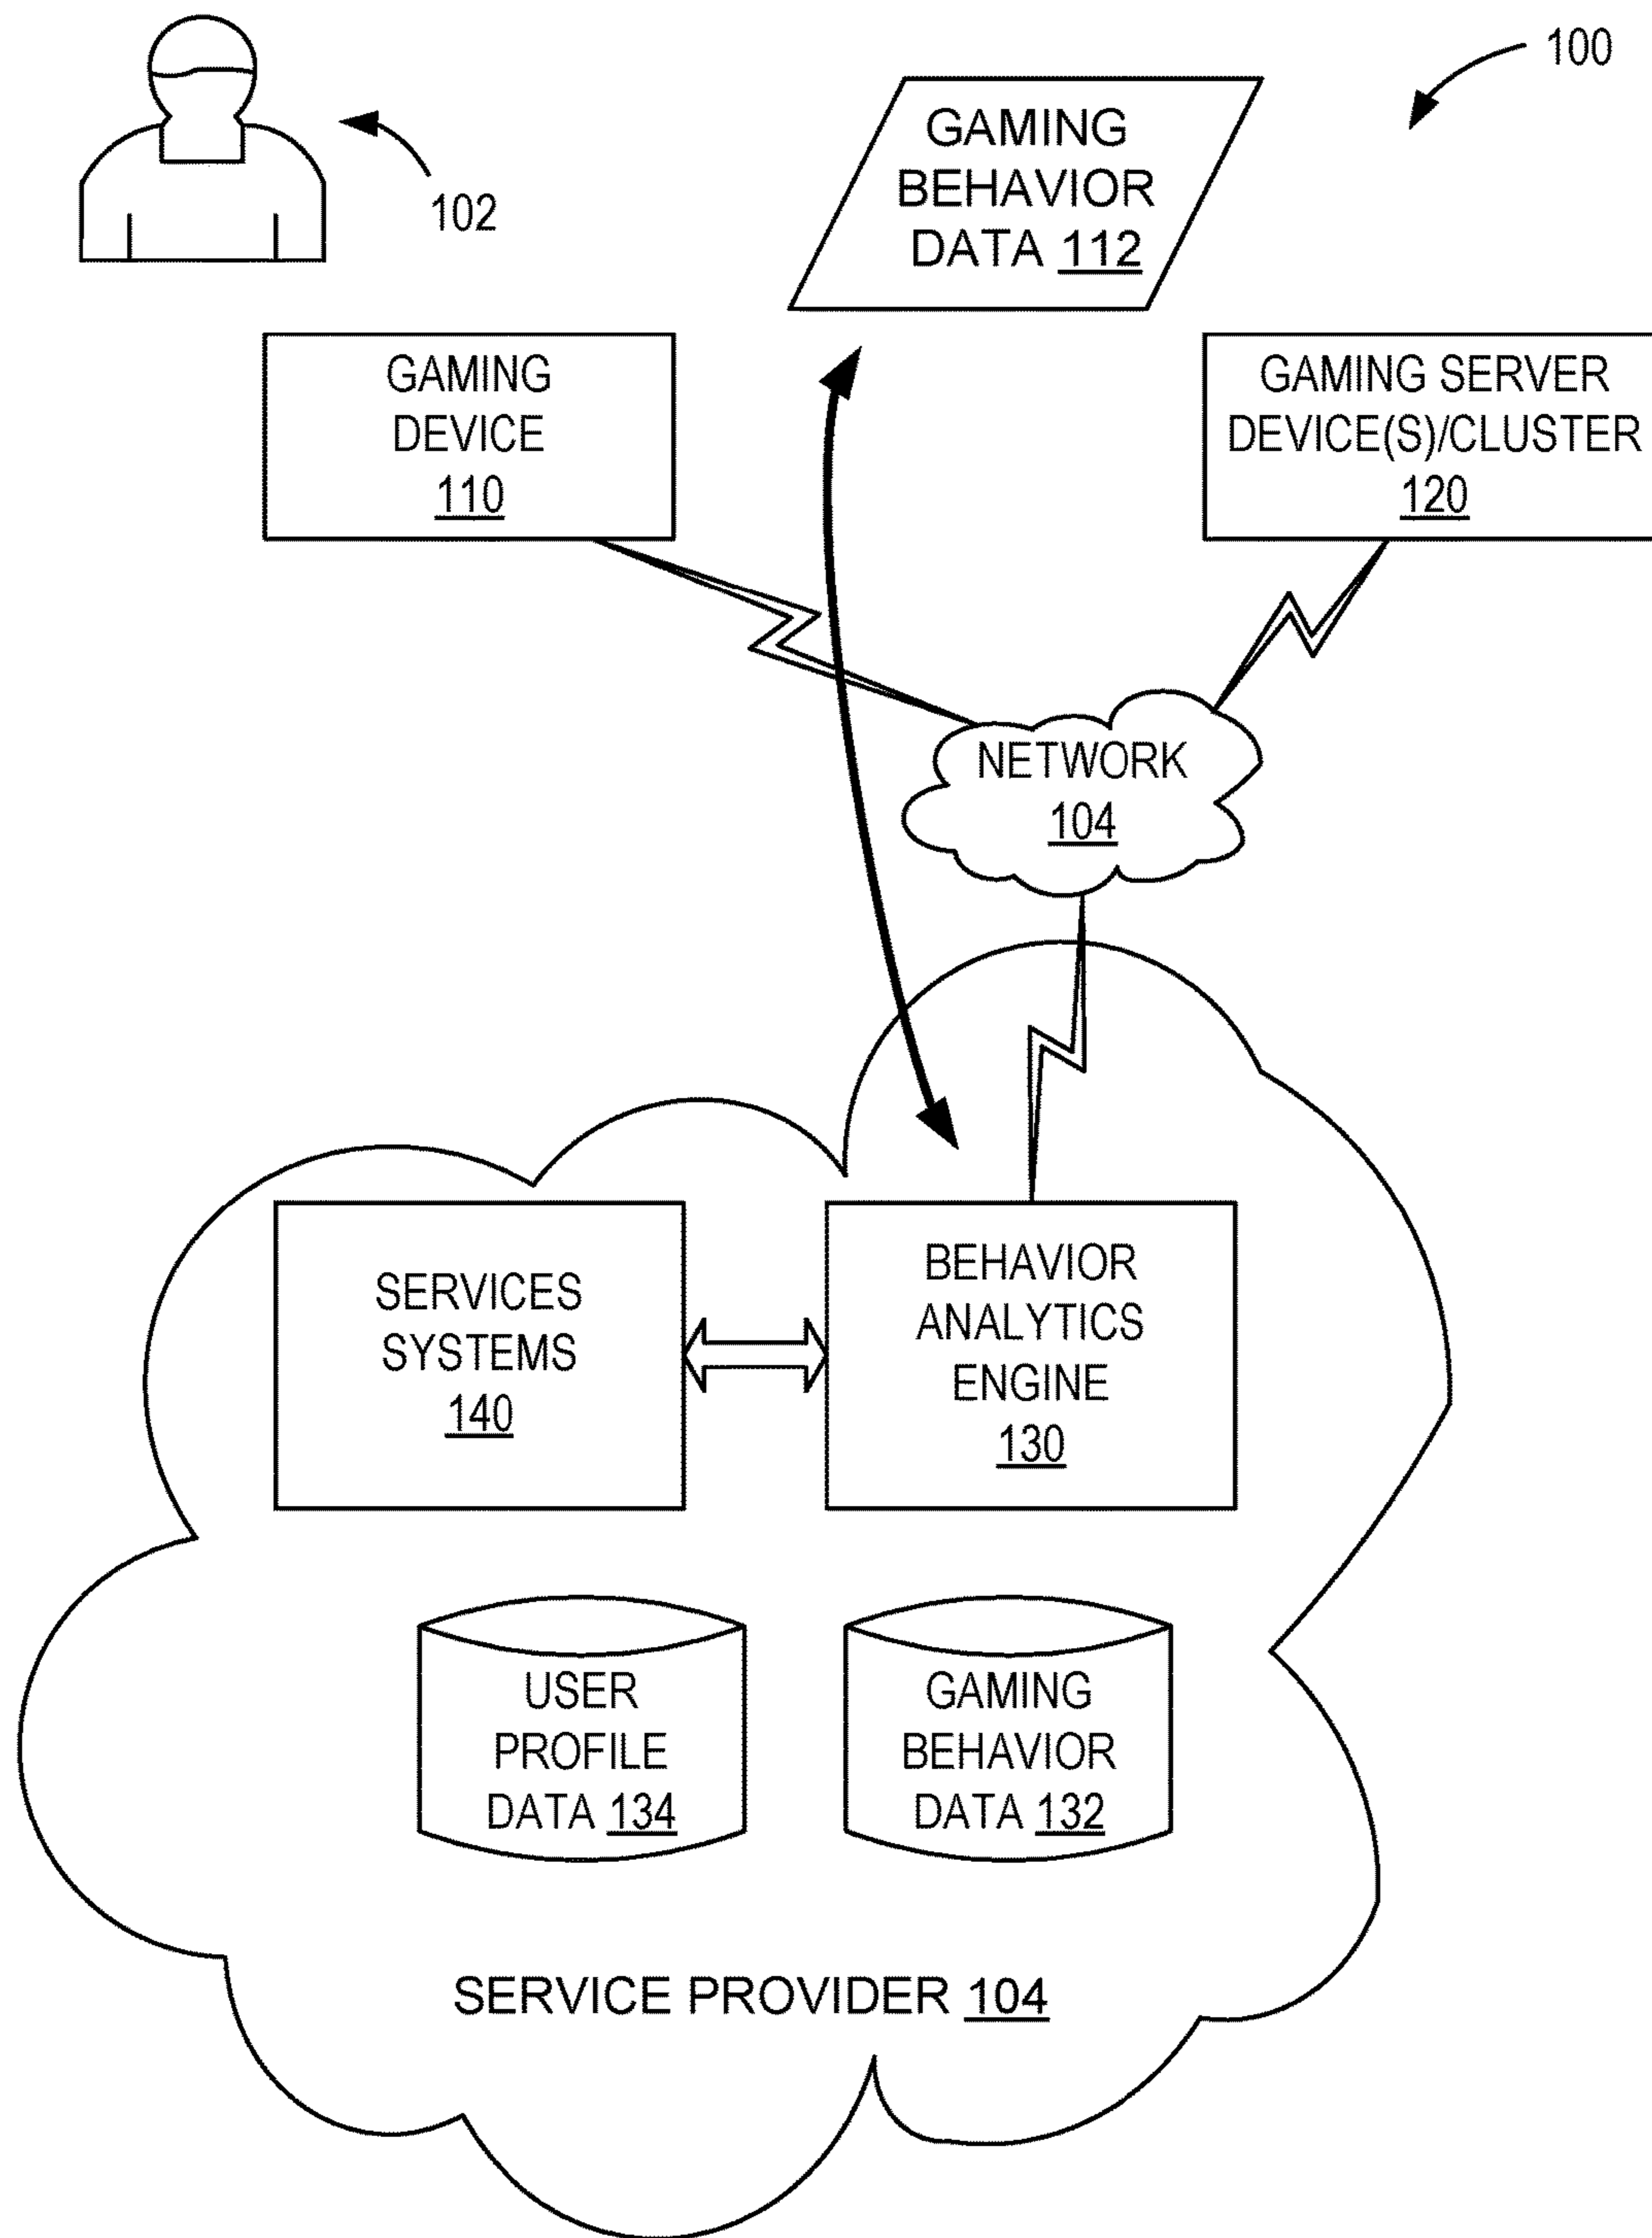 100
102
GAMING
BEHAVIOR
DATA 112
GAMING
DEVICE
110
GAMING SERVER
DEVICE(S)/CLUSTER
120
NETWORK
104
SERVICES
SYSTEMS
140
BEHAVIOR
ANALYTICS
ENGINE
130
USER
PROFILE
DATA 134
GAMING
BEHAVIOR
DATA 132
SERVICE PROVIDER 104